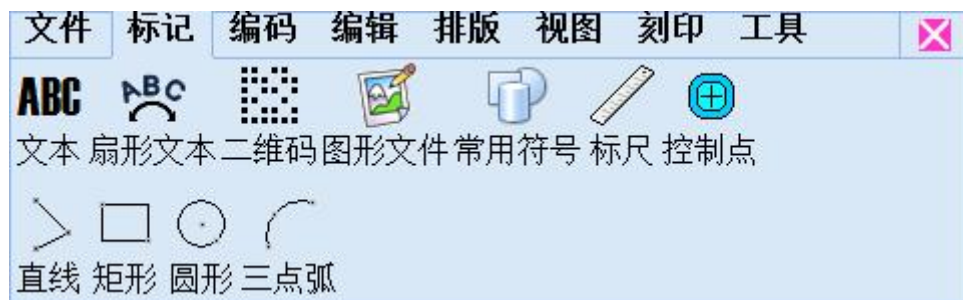 文件 标记 编码 编辑 排版 视图 刻印 工具
ABC ABC
文本 扇形文本 二维码 图形文件 常用符号 标尺 控制点
直线 矩形 圆形 三点弧